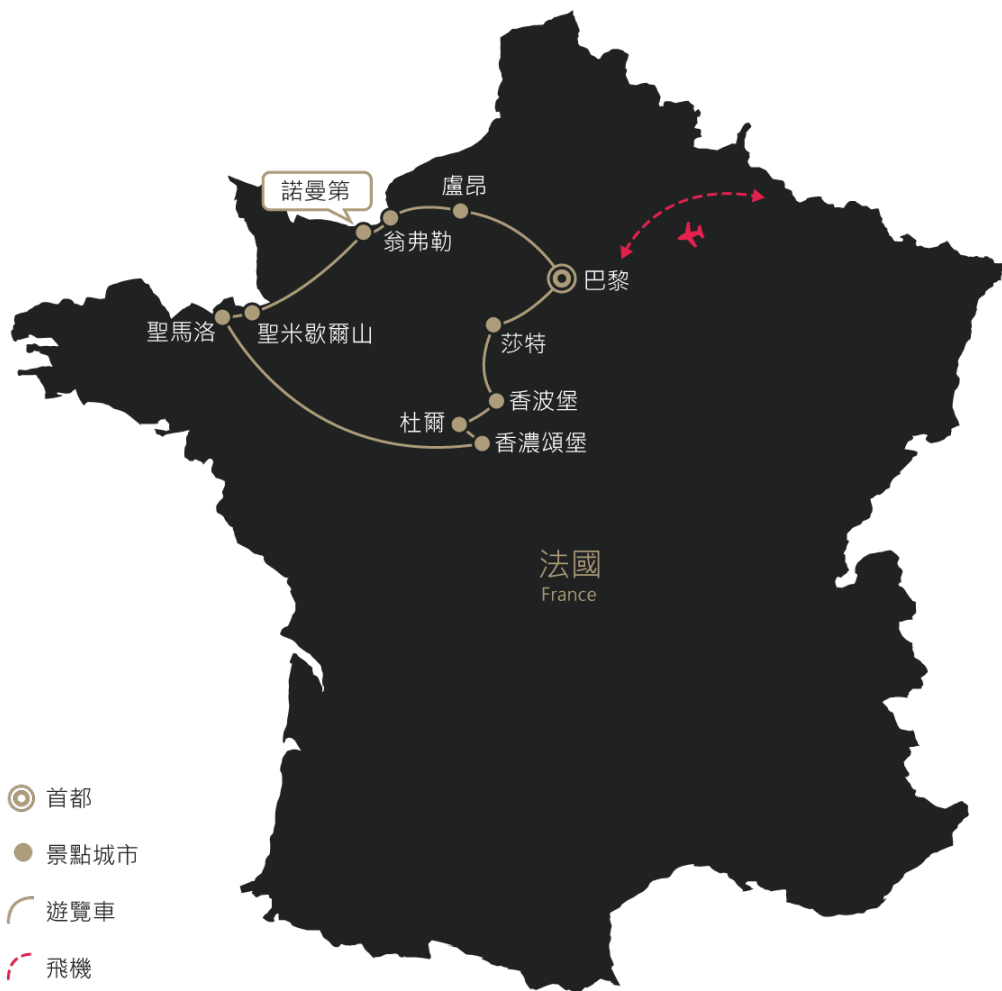 諾曼第
盧昂
翁弗勒
巴黎
聖馬洛
聖米歇爾山
莎特
香波堡
杜爾
香濃頌堡
法國
France
首都
景點城市
遊覽車
飛機